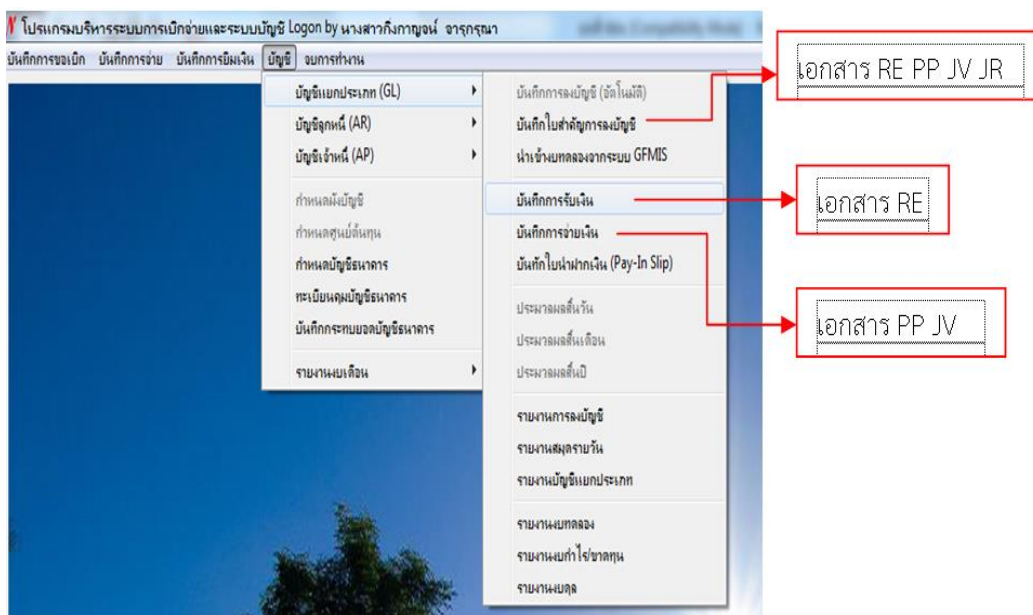 โปรแกรมบริหารระบบการเบิกจ่ายและระบบบัญชี Logon by นางสาวกิ่งกาญจน์ จารุกรุณา
บันทึกการขอเบิก บันทึกการจ่าย บันทึกการยืมเงิน บัญชี จบการทำงาน
บัญชีแยกประเภท (GL)
บัญชีลูกหนี้ (AR)
บัญชีเจ้าหนี้ (AP)
กำหนดผังบัญชี
กำหนดศูนย์ต้นทุน
กำหนดบัญชีธนาคาร
ทะเบียนคุมบัญชีธนาคาร
บันทึกกระทบยอดบัญชีธนาคาร
รายงานงบเดือน
บันทึกการลงบัญชี (อัตโนมัติ)
บันทึกใบสำคัญการลงบัญชี
นำเข้างบทดลองจากระบบ GFMIS
บันทึกการรับเงิน
บันทึกการจ่ายเงิน
บันทึกใบนำฝากเงิน (Pay-In Slip)
ประมวลผลสิ้นวัน
ประมวลผลสิ้นเดือน
ประมวลผลสิ้นปี
รายงานการลงบัญชี
รายงานสมุดรายวัน
รายงานบัญชีแยกประเภท
รายงานงบทดลอง
รายงานงบกำไร/ขาดทุน
รายงานงบดุล
เอกสาร RE PP JV JR
เอกสาร RE
เอกสาร PP JV